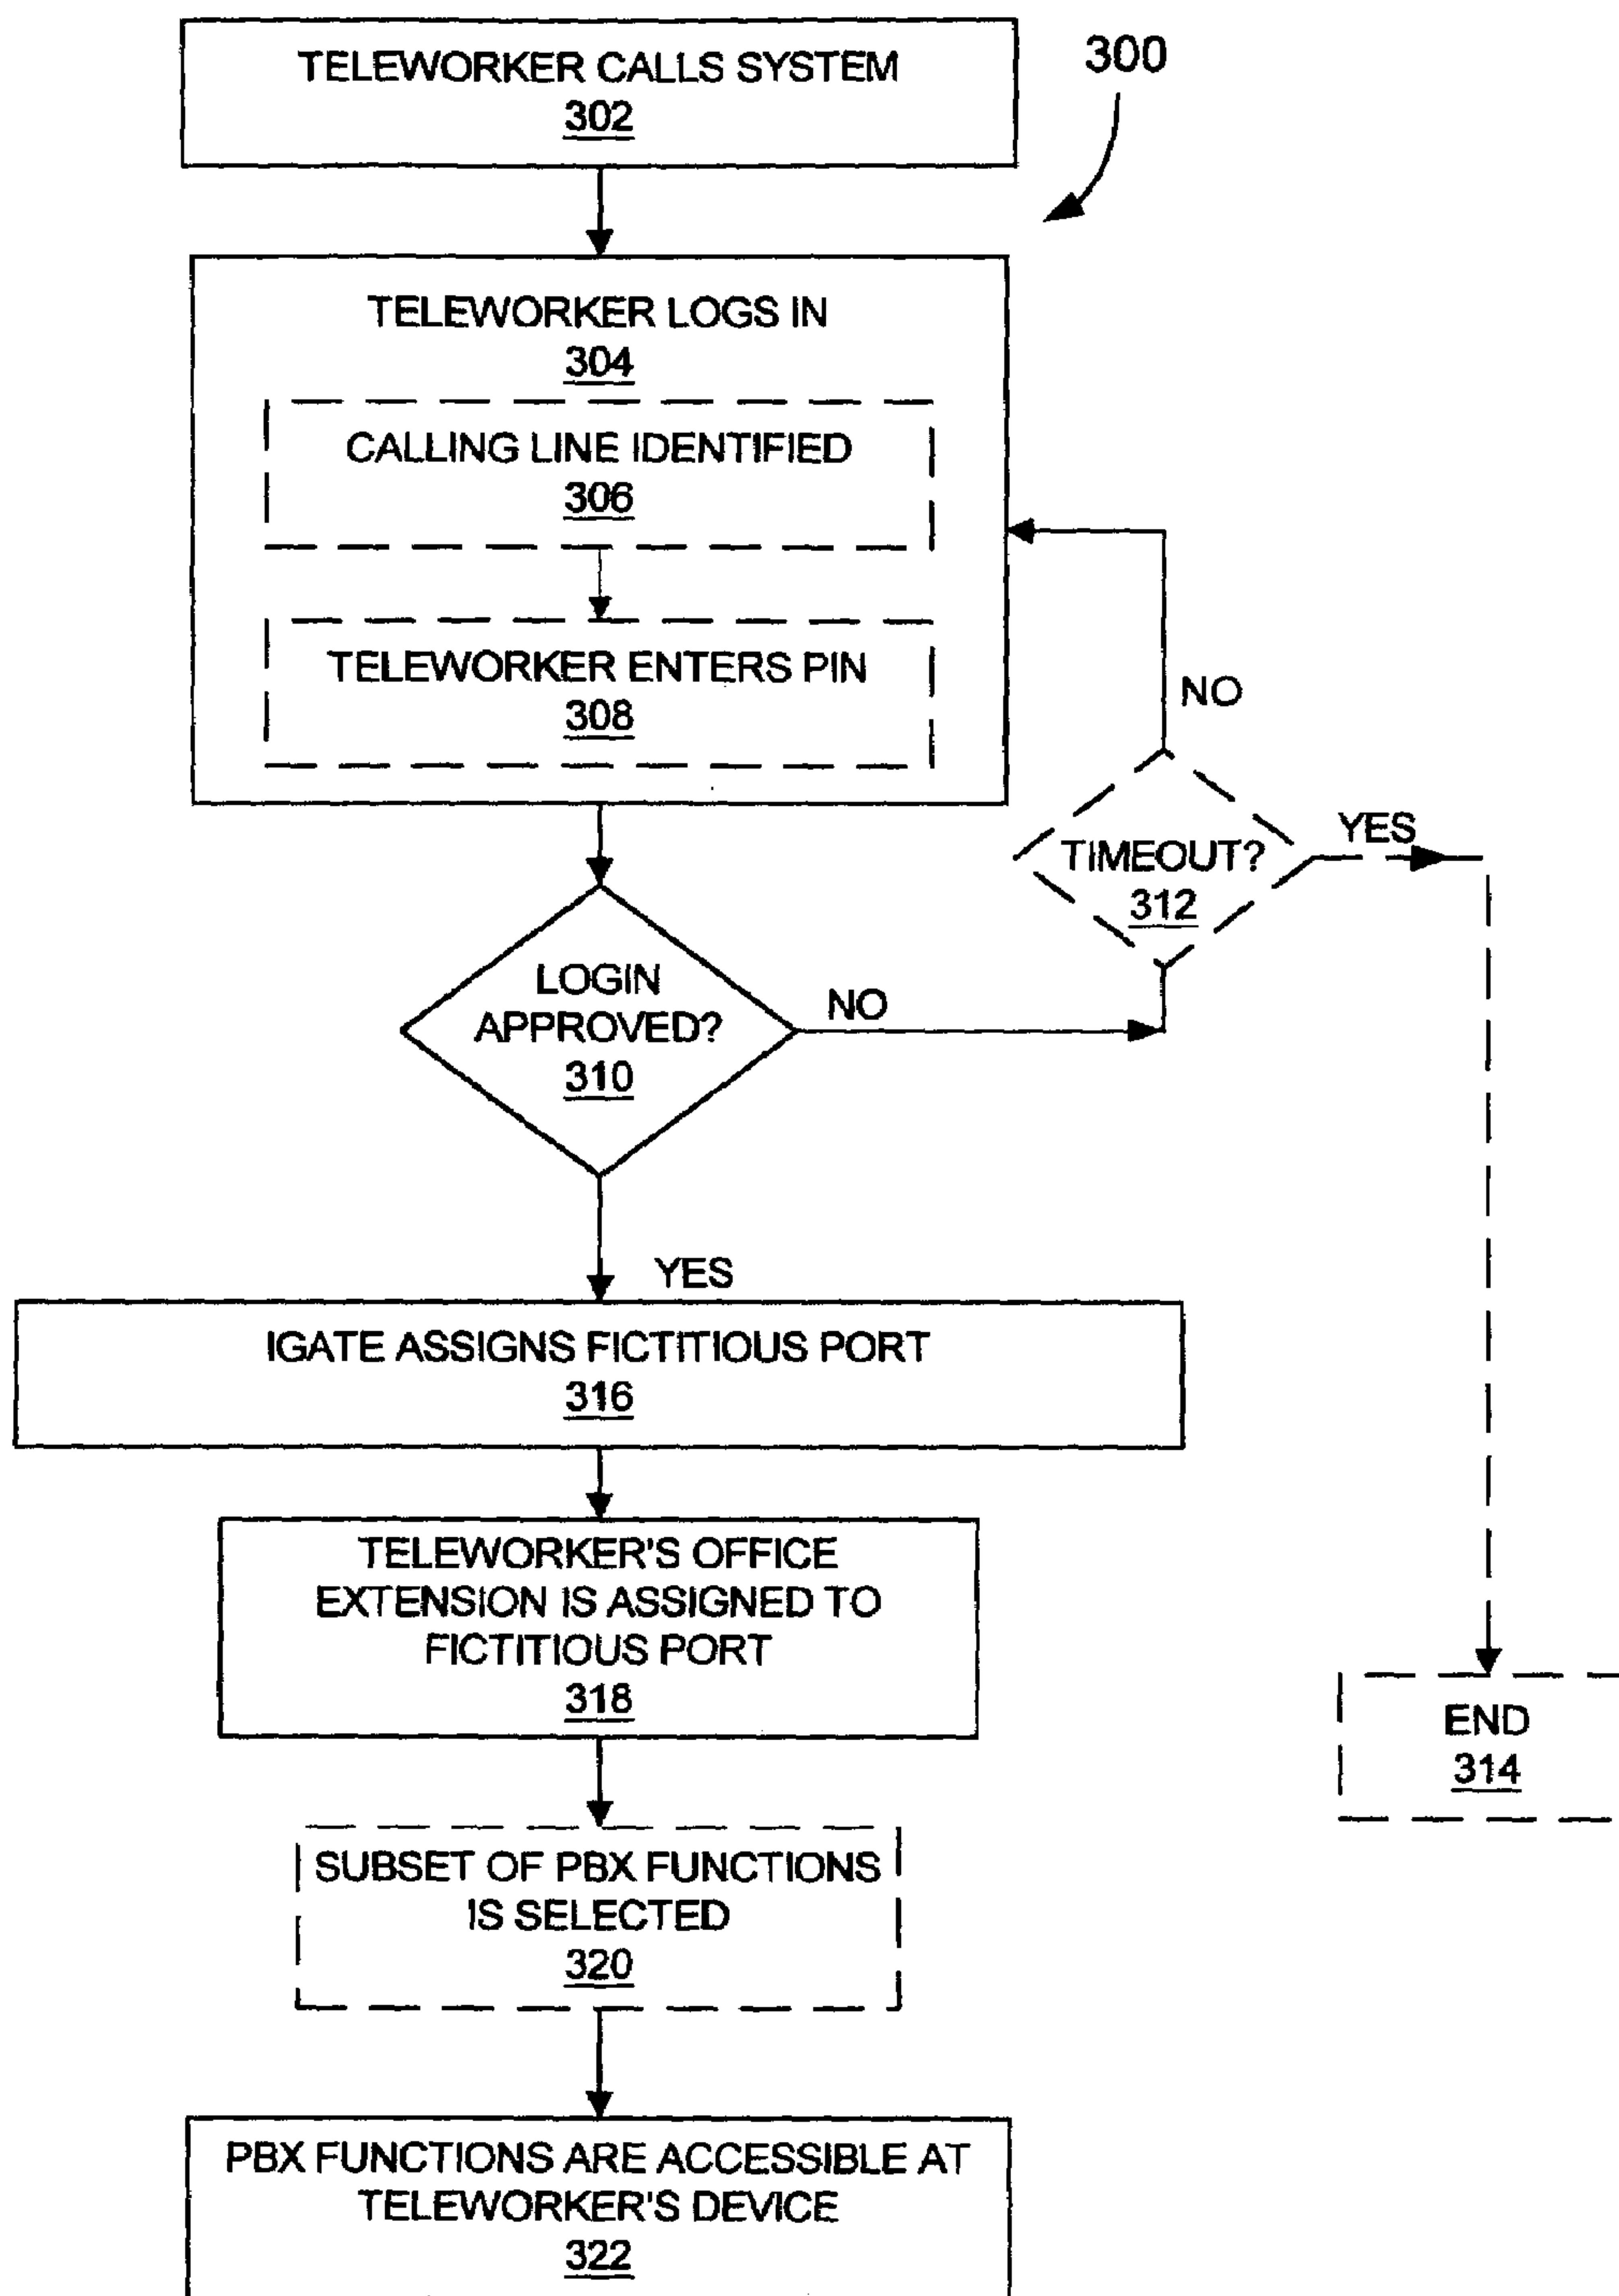 TELEWORKER CALLS SYSTEM
302
300
TELEWORKER LOGS IN
304
CALLING LINE IDENTIFIED
306
TELEWORKER ENTERS PIN
308
NO
TIMEOUT?
312
YES
LOGIN
APPROVED?
310
NO
YES
IGATE ASSIGNS FICTITIOUS PORT
316
TELEWORKER'S OFFICE
EXTENSION IS ASSIGNED TO
FICTITIOUS PORT
318
END
314
SUBSET OF PBX FUNCTIONS
IS SELECTED
320
PBX FUNCTIONS ARE ACCESSIBLE AT
TELEWORKER'S DEVICE
322